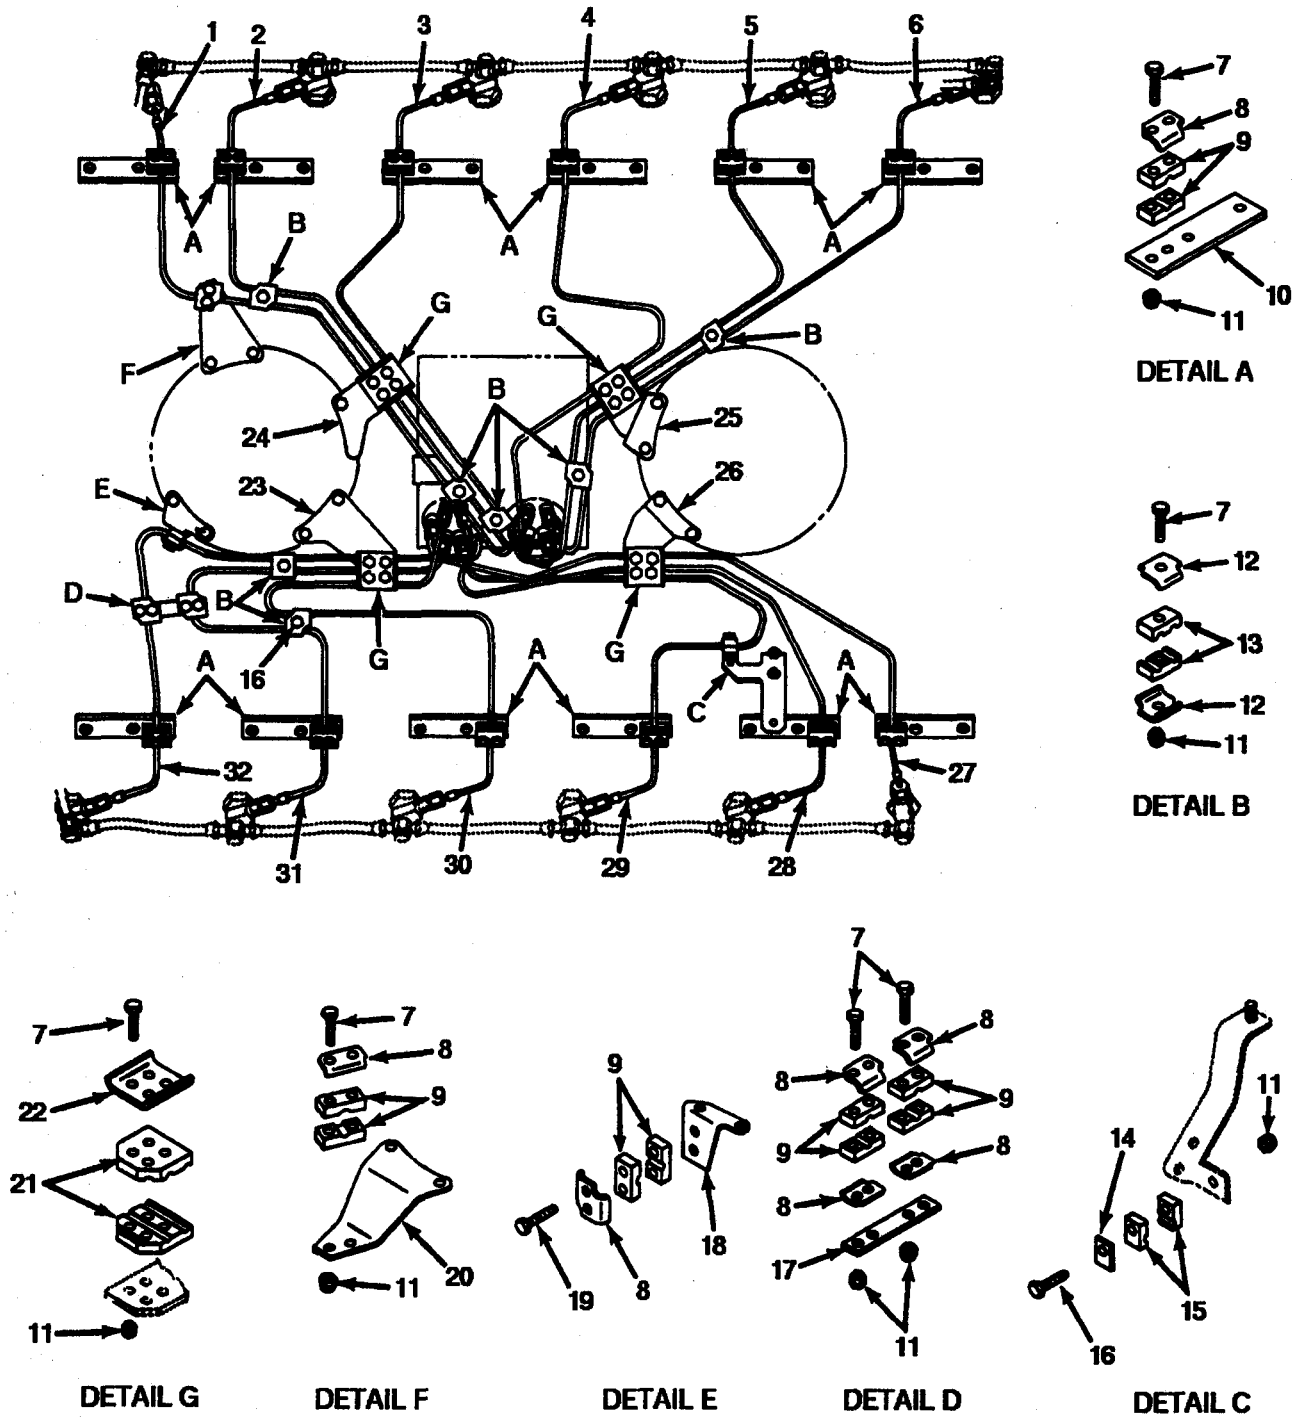 1 2 3 4 5 6
A A A
B
G G
B
F
B
24 25
E 23 26
D B
G G
16 A A A
C
32 27
31 30 29 28
7
8
9
10
11
DETAIL A
7
12
13
12
11
DETAIL B
7
22
21
11
DETAIL G
7
8
9
20
11
DETAIL F
9
18
19 8
DETAIL E
7
8
8
9
9
8
8
17
11
DETAIL D
11
14
15
16
DETAIL C